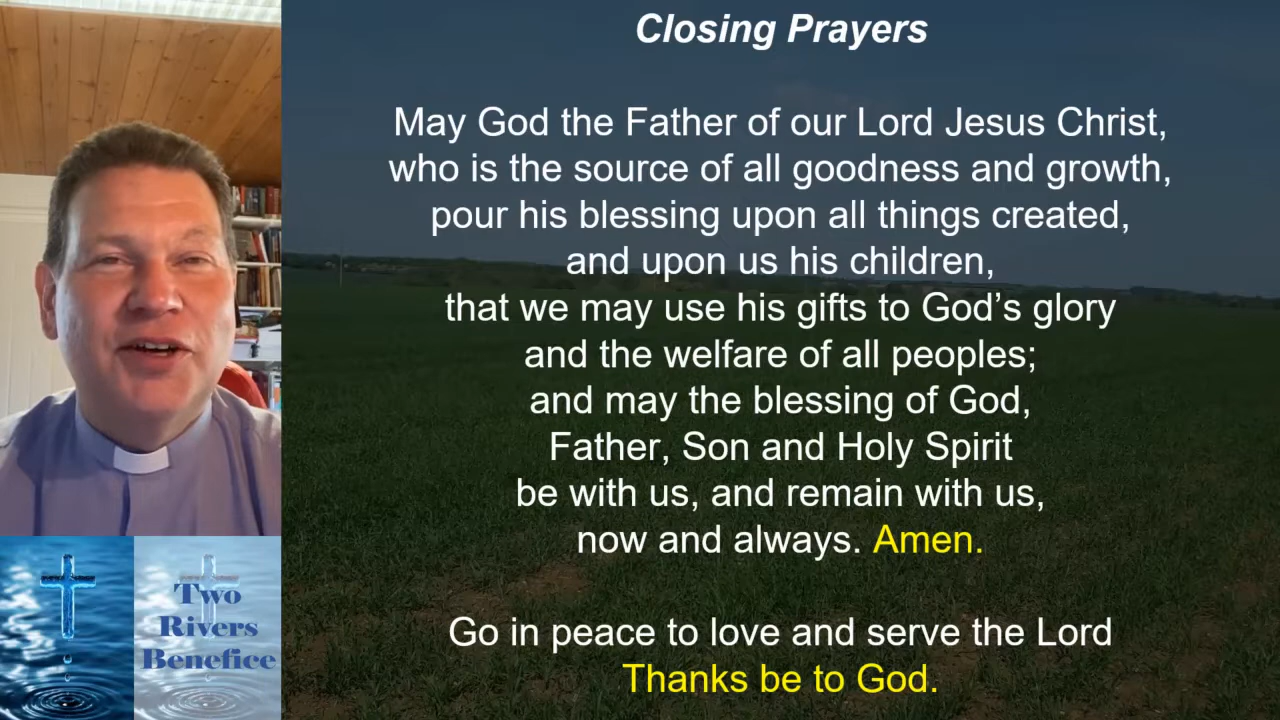 Closing Prayers
May God the Father of our Lord Jesus Christ,
who is the source of all goodness and growth,
pour his blessing upon all things created,
and upon us his children,
that we may use his gifts to God’s glory
and the welfare of all peoples;
and may the blessing of God,
Father, Son and Holy Spirit
be with us, and remain with us,
now and always. Amen.
Go in peace to love and serve the Lord
Thanks be to God.
Two
Rivers
Benefice